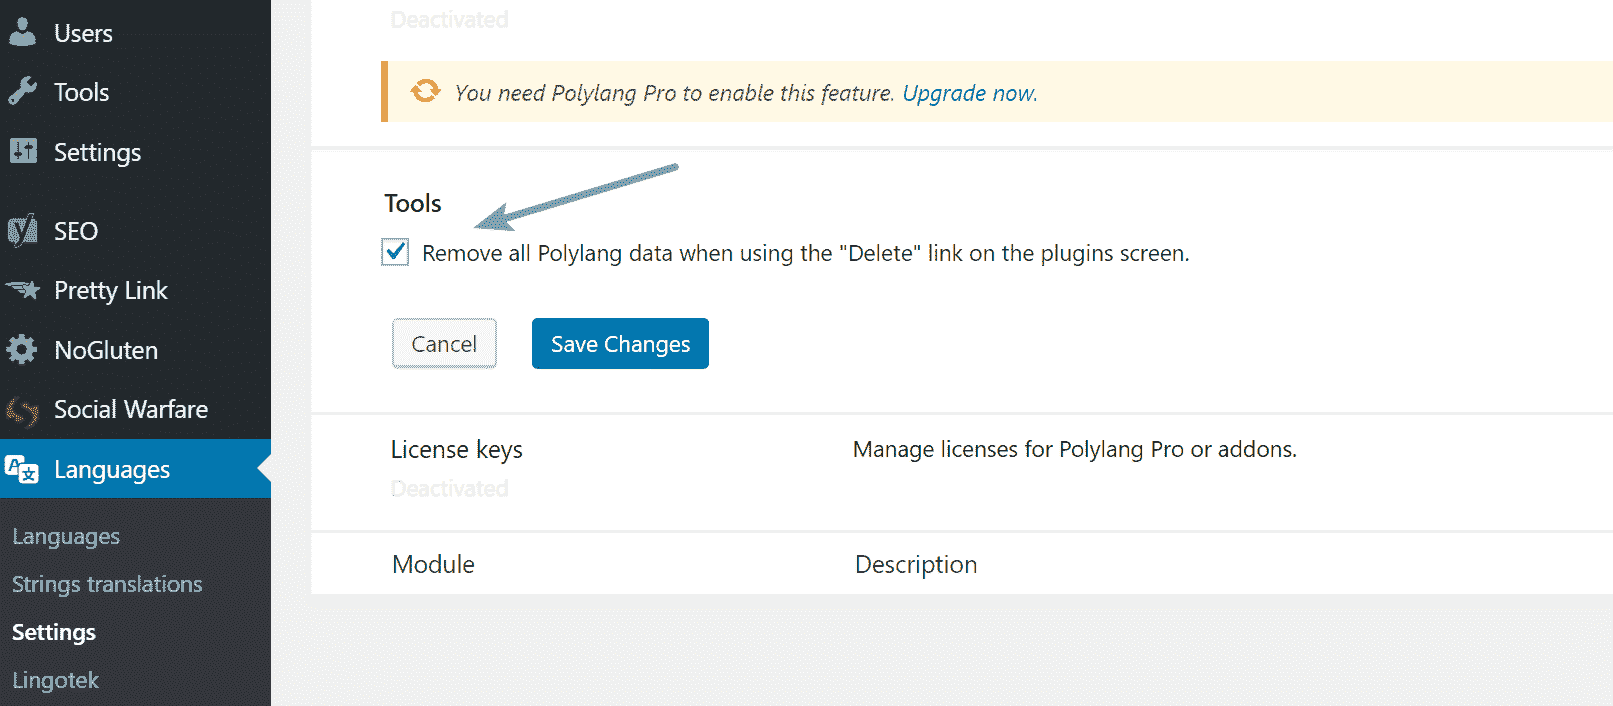 Users
Tools
Settings
SEO
Pretty Link
NoGluten
Social Warfare
Languages
Languages
Strings translations
Settings
Lingotek
Deactivated
You need Polylang Pro to enable this feature. Upgrade now.
Tools
Remove all Polylang data when using the "Delete" link on the plugins screen.
Cancel
Save Changes
License keys
Manage licenses for Polylang Pro or addons.
Deactivated
Module
Description